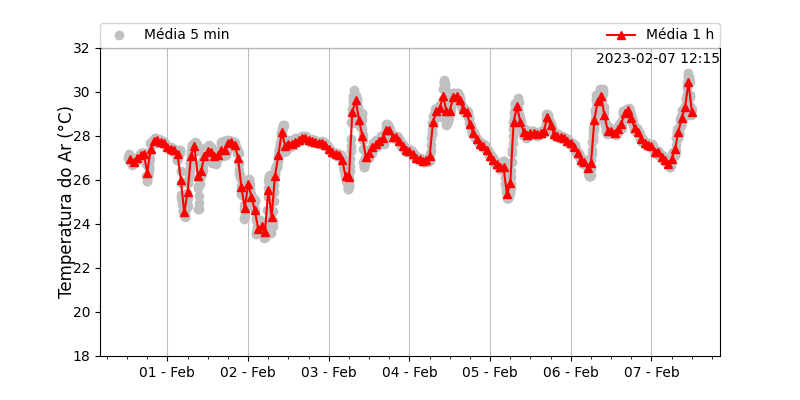 Média 5 min
Média 1 h
2023-02-07 12:15
Temperatura do Ar (°C)
32
30
28
26
24
22
20
18
01 - Feb
02 - Feb
03 - Feb
04 - Feb
05 - Feb
06 - Feb
07 - Feb